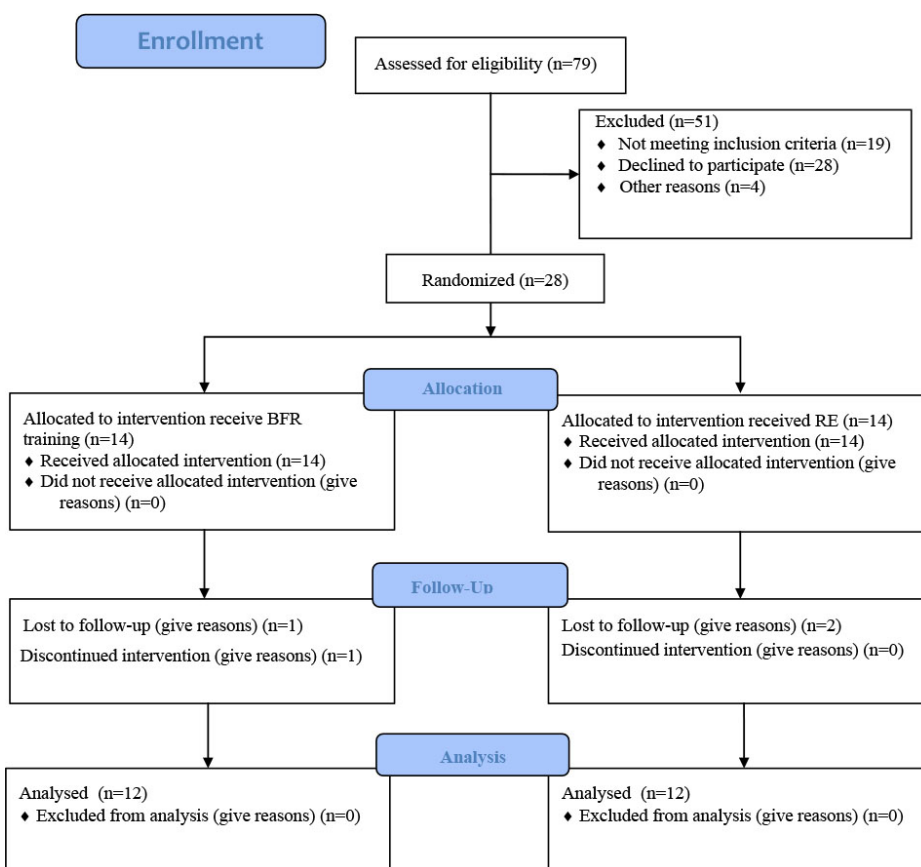 Enrollment
Assessed for eligibility (n=79)
Excluded (n=51)
♦ Not meeting inclusion criteria (n=19)
♦ Declined to participate (n=28)
♦ Other reasons (n=4)
Randomized (n=28)
Allocation
Allocated to intervention receive BFR
training (n=14)
♦ Received allocated intervention (n=14)
♦ Did not receive allocated intervention (give
reasons) (n=0)
Allocated to intervention received RE (n=14)
♦ Received allocated intervention (n=14)
♦ Did not receive allocated intervention (give
reasons) (n=0)
Follow-Up
Lost to follow-up (give reasons) (n=1)
Discontinued intervention (give reasons) (n=1)
Lost to follow-up (give reasons) (n=2)
Discontinued intervention (give reasons) (n=0)
Analysis
Analysed (n=12)
♦ Excluded from analysis (give reasons) (n=0)
Analysed (n=12)
♦ Excluded from analysis (give reasons) (n=0)